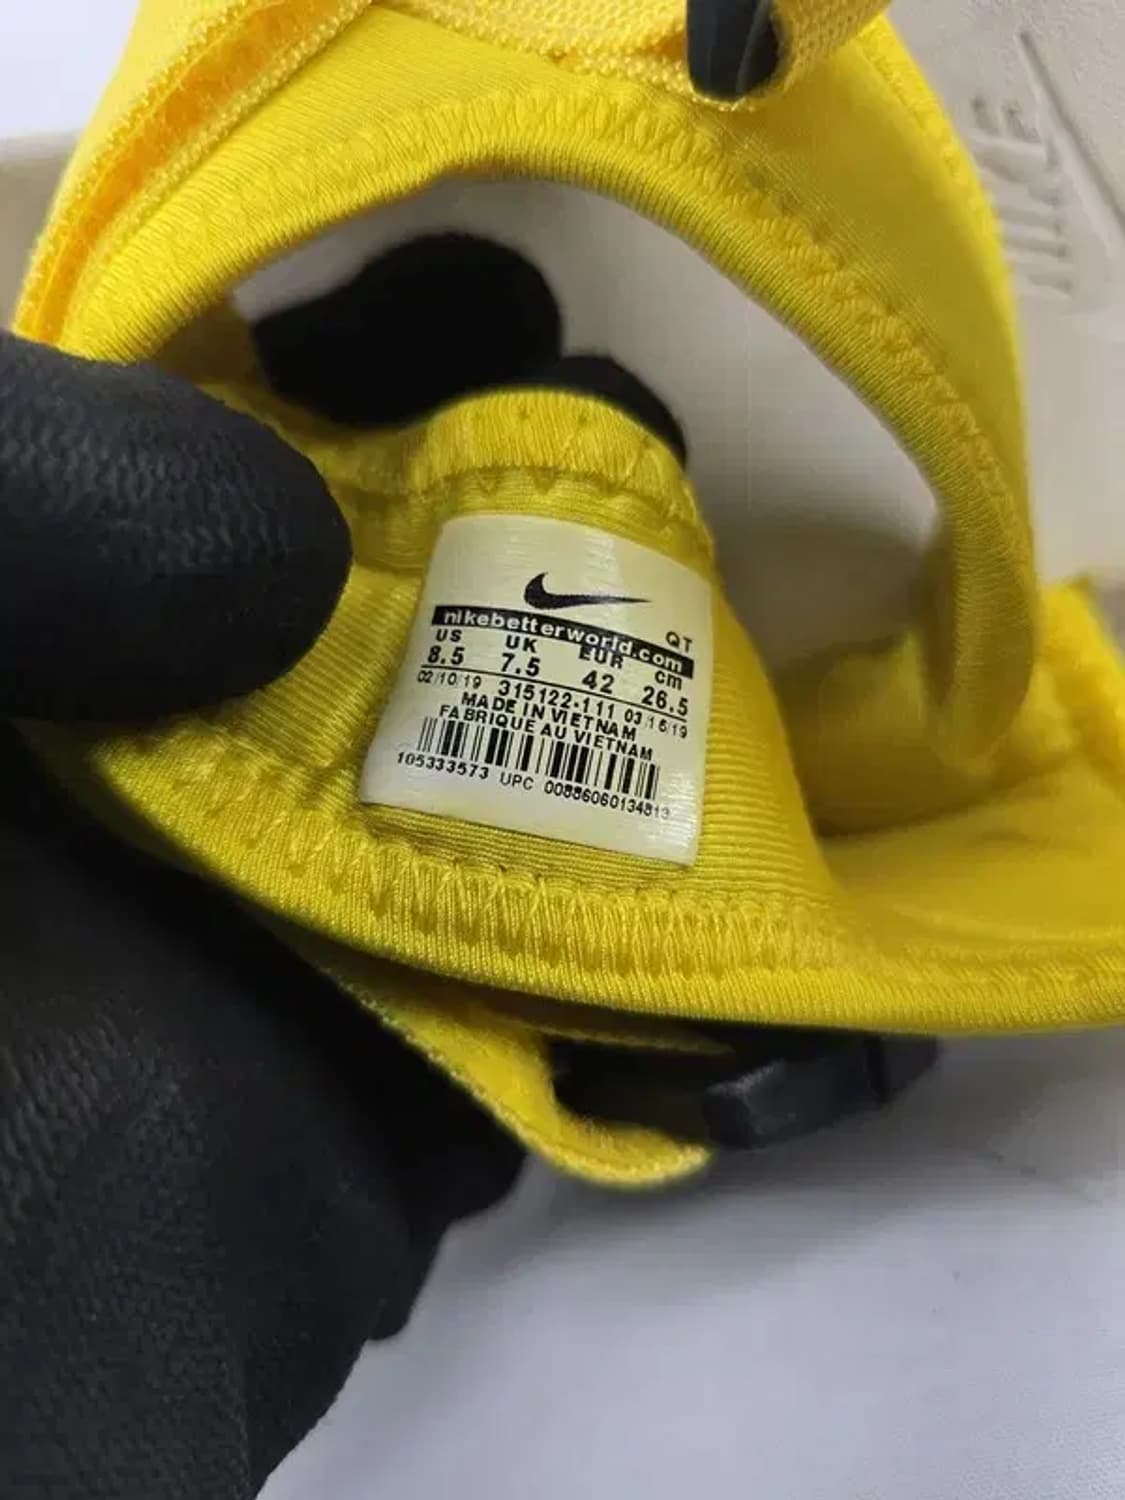 NIKE
nikebetterworld.com QT
US UK EUR cm
8.5 7.5 42 26.5
02/10/19 315122-111 03/16/19
MADE IN VIETNAM
FABRIQUE AU VIETNAM
105333573 UPC 00886060134813